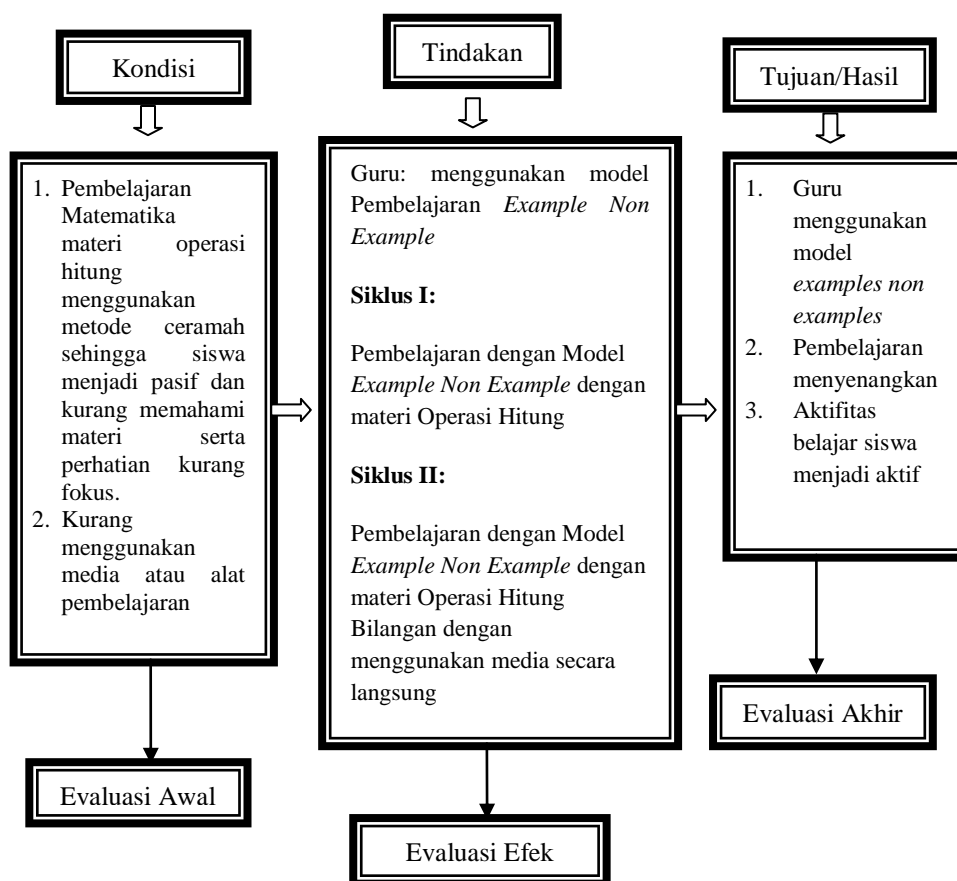 Kondisi
1. Pembelajaran
Matematika
materi operasi
hitung
menggunakan
metode ceramah
sehingga siswa
menjadi pasif dan
kurang memahami
materi serta
perhatian kurang
fokus.
2. Kurang
menggunakan
media atau alat
pembelajaran
Evaluasi Awal
Tindakan
Guru: menggunakan model
Pembelajaran Example Non
Example
Siklus I:
Pembelajaran dengan Model
Example Non Example dengan
materi Operasi Hitung
Siklus II:
Pembelajaran dengan Model
Example Non Example dengan
materi Operasi Hitung
Bilangan dengan
menggunakan media secara
langsung
Evaluasi Efek
Tujuan/Hasil
1. Guru
menggunakan
model
examples non
examples
2. Pembelajaran
menyenangkan
3. Aktifitas
belajar siswa
menjadi aktif
Evaluasi Akhir